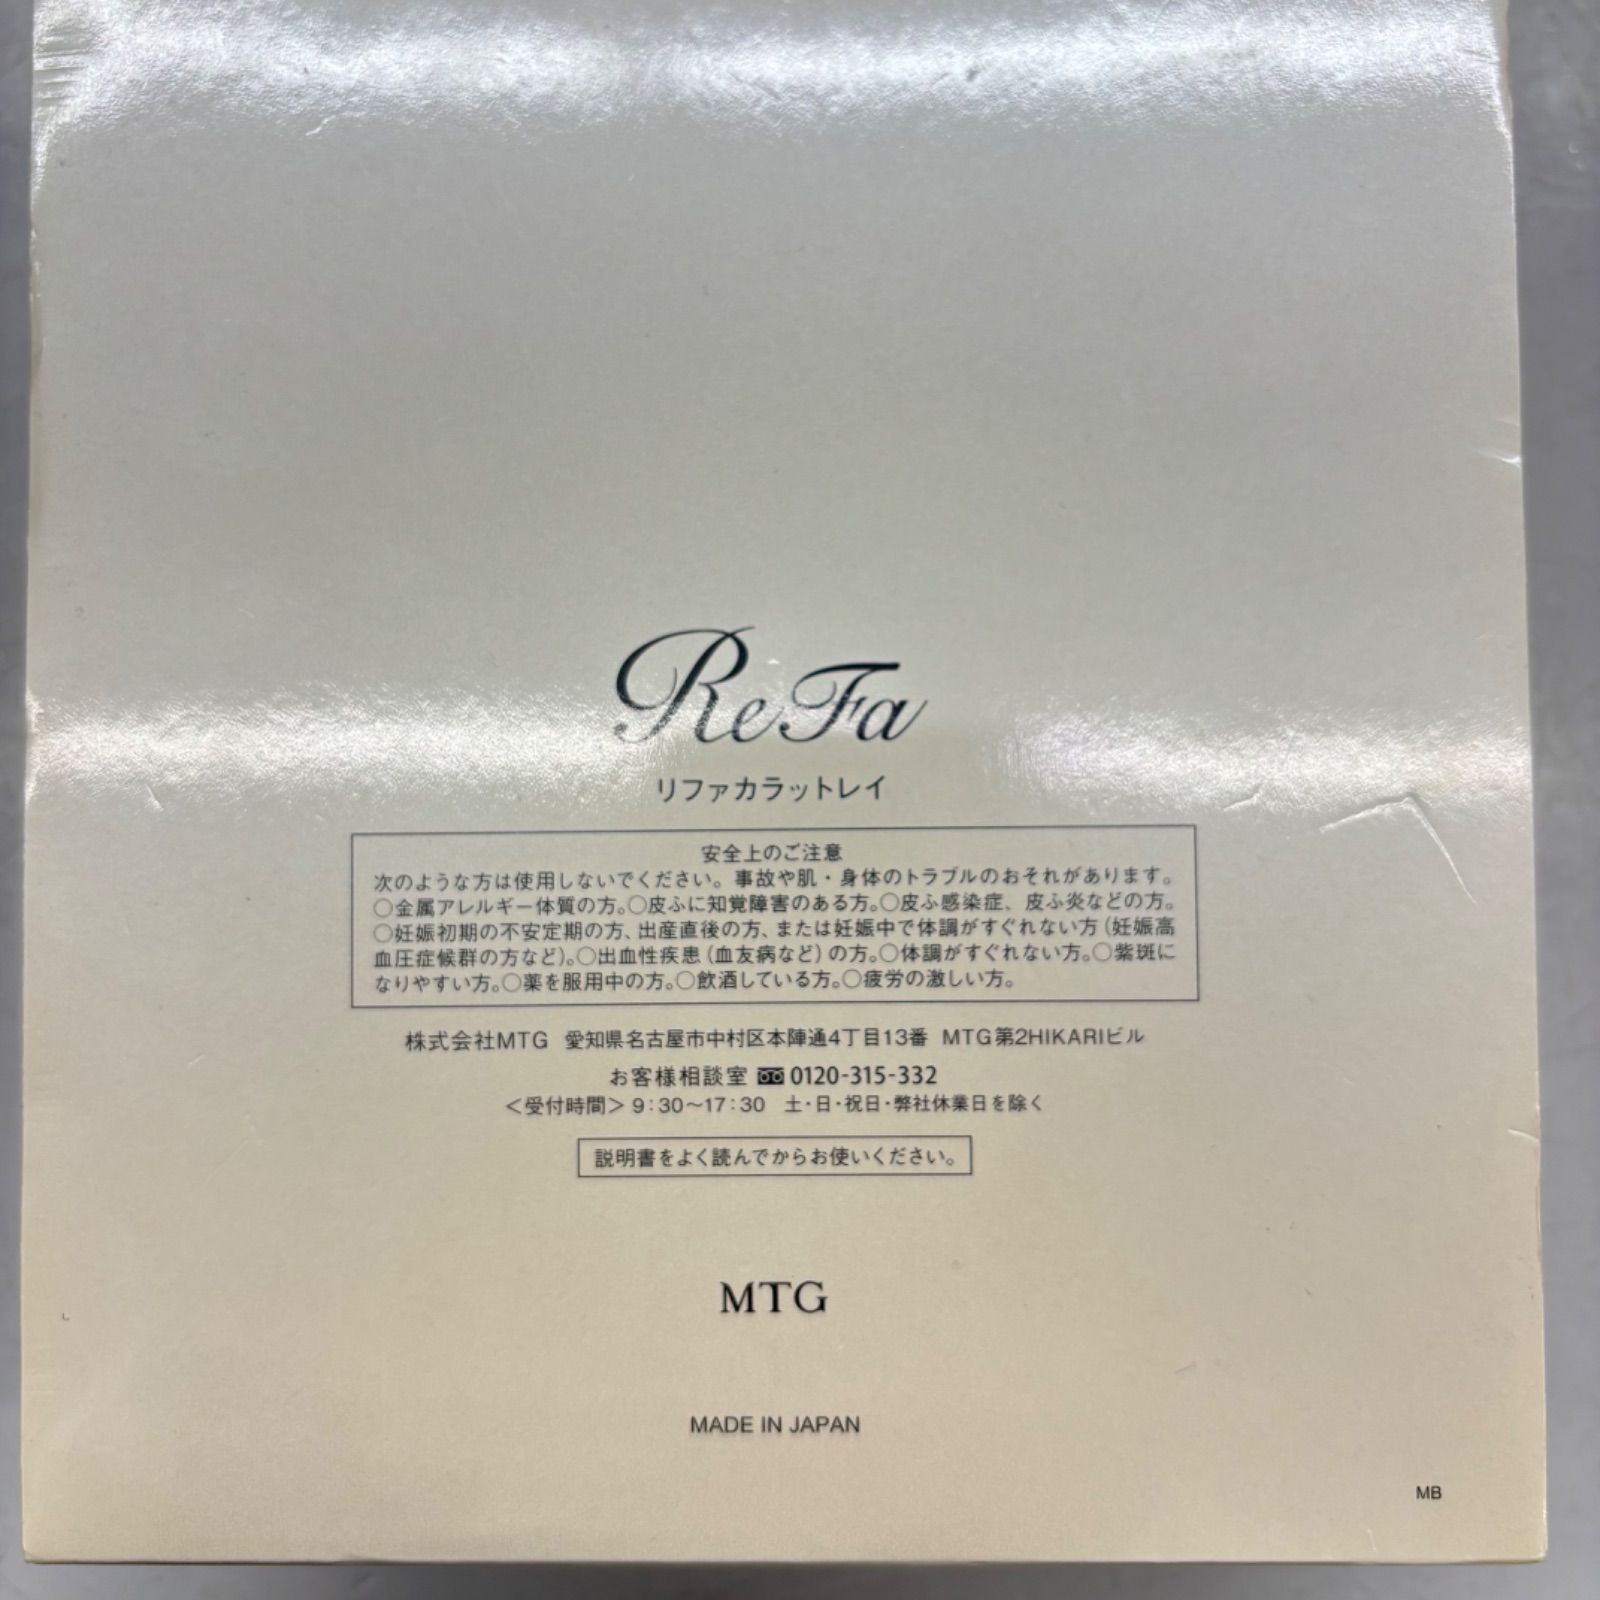 ReFa
リファカラットレイ
安全上のご注意
次のような方は使用しないでください。事故や肌・身体のトラブルのおそれがあります。
○金属アレルギー体質の方。○皮ふに知覚障害のある方。○皮ふ感染症、皮ふ炎などの方。
○妊娠初期の不安定期の方、出産直後の方、または妊娠中で体調がすぐれない方（妊娠高
血圧症候群の方など）。○出血性疾患（血友病など）の方。○体調がすぐれない方。○紫斑に
なりやすい方。○薬を服用中の方。○飲酒している方。○疲労の激しい方。
株式会社MTG 愛知県名古屋市中村区本陣通4丁目13番 MTG第2HIKARIビル
お客様相談室 0120-315-332
＜受付時間＞9：30～17：30 土・日・祝日・弊社休業日を除く
説明書をよく読んでからお使いください。
MTG
MADE IN JAPAN
MB